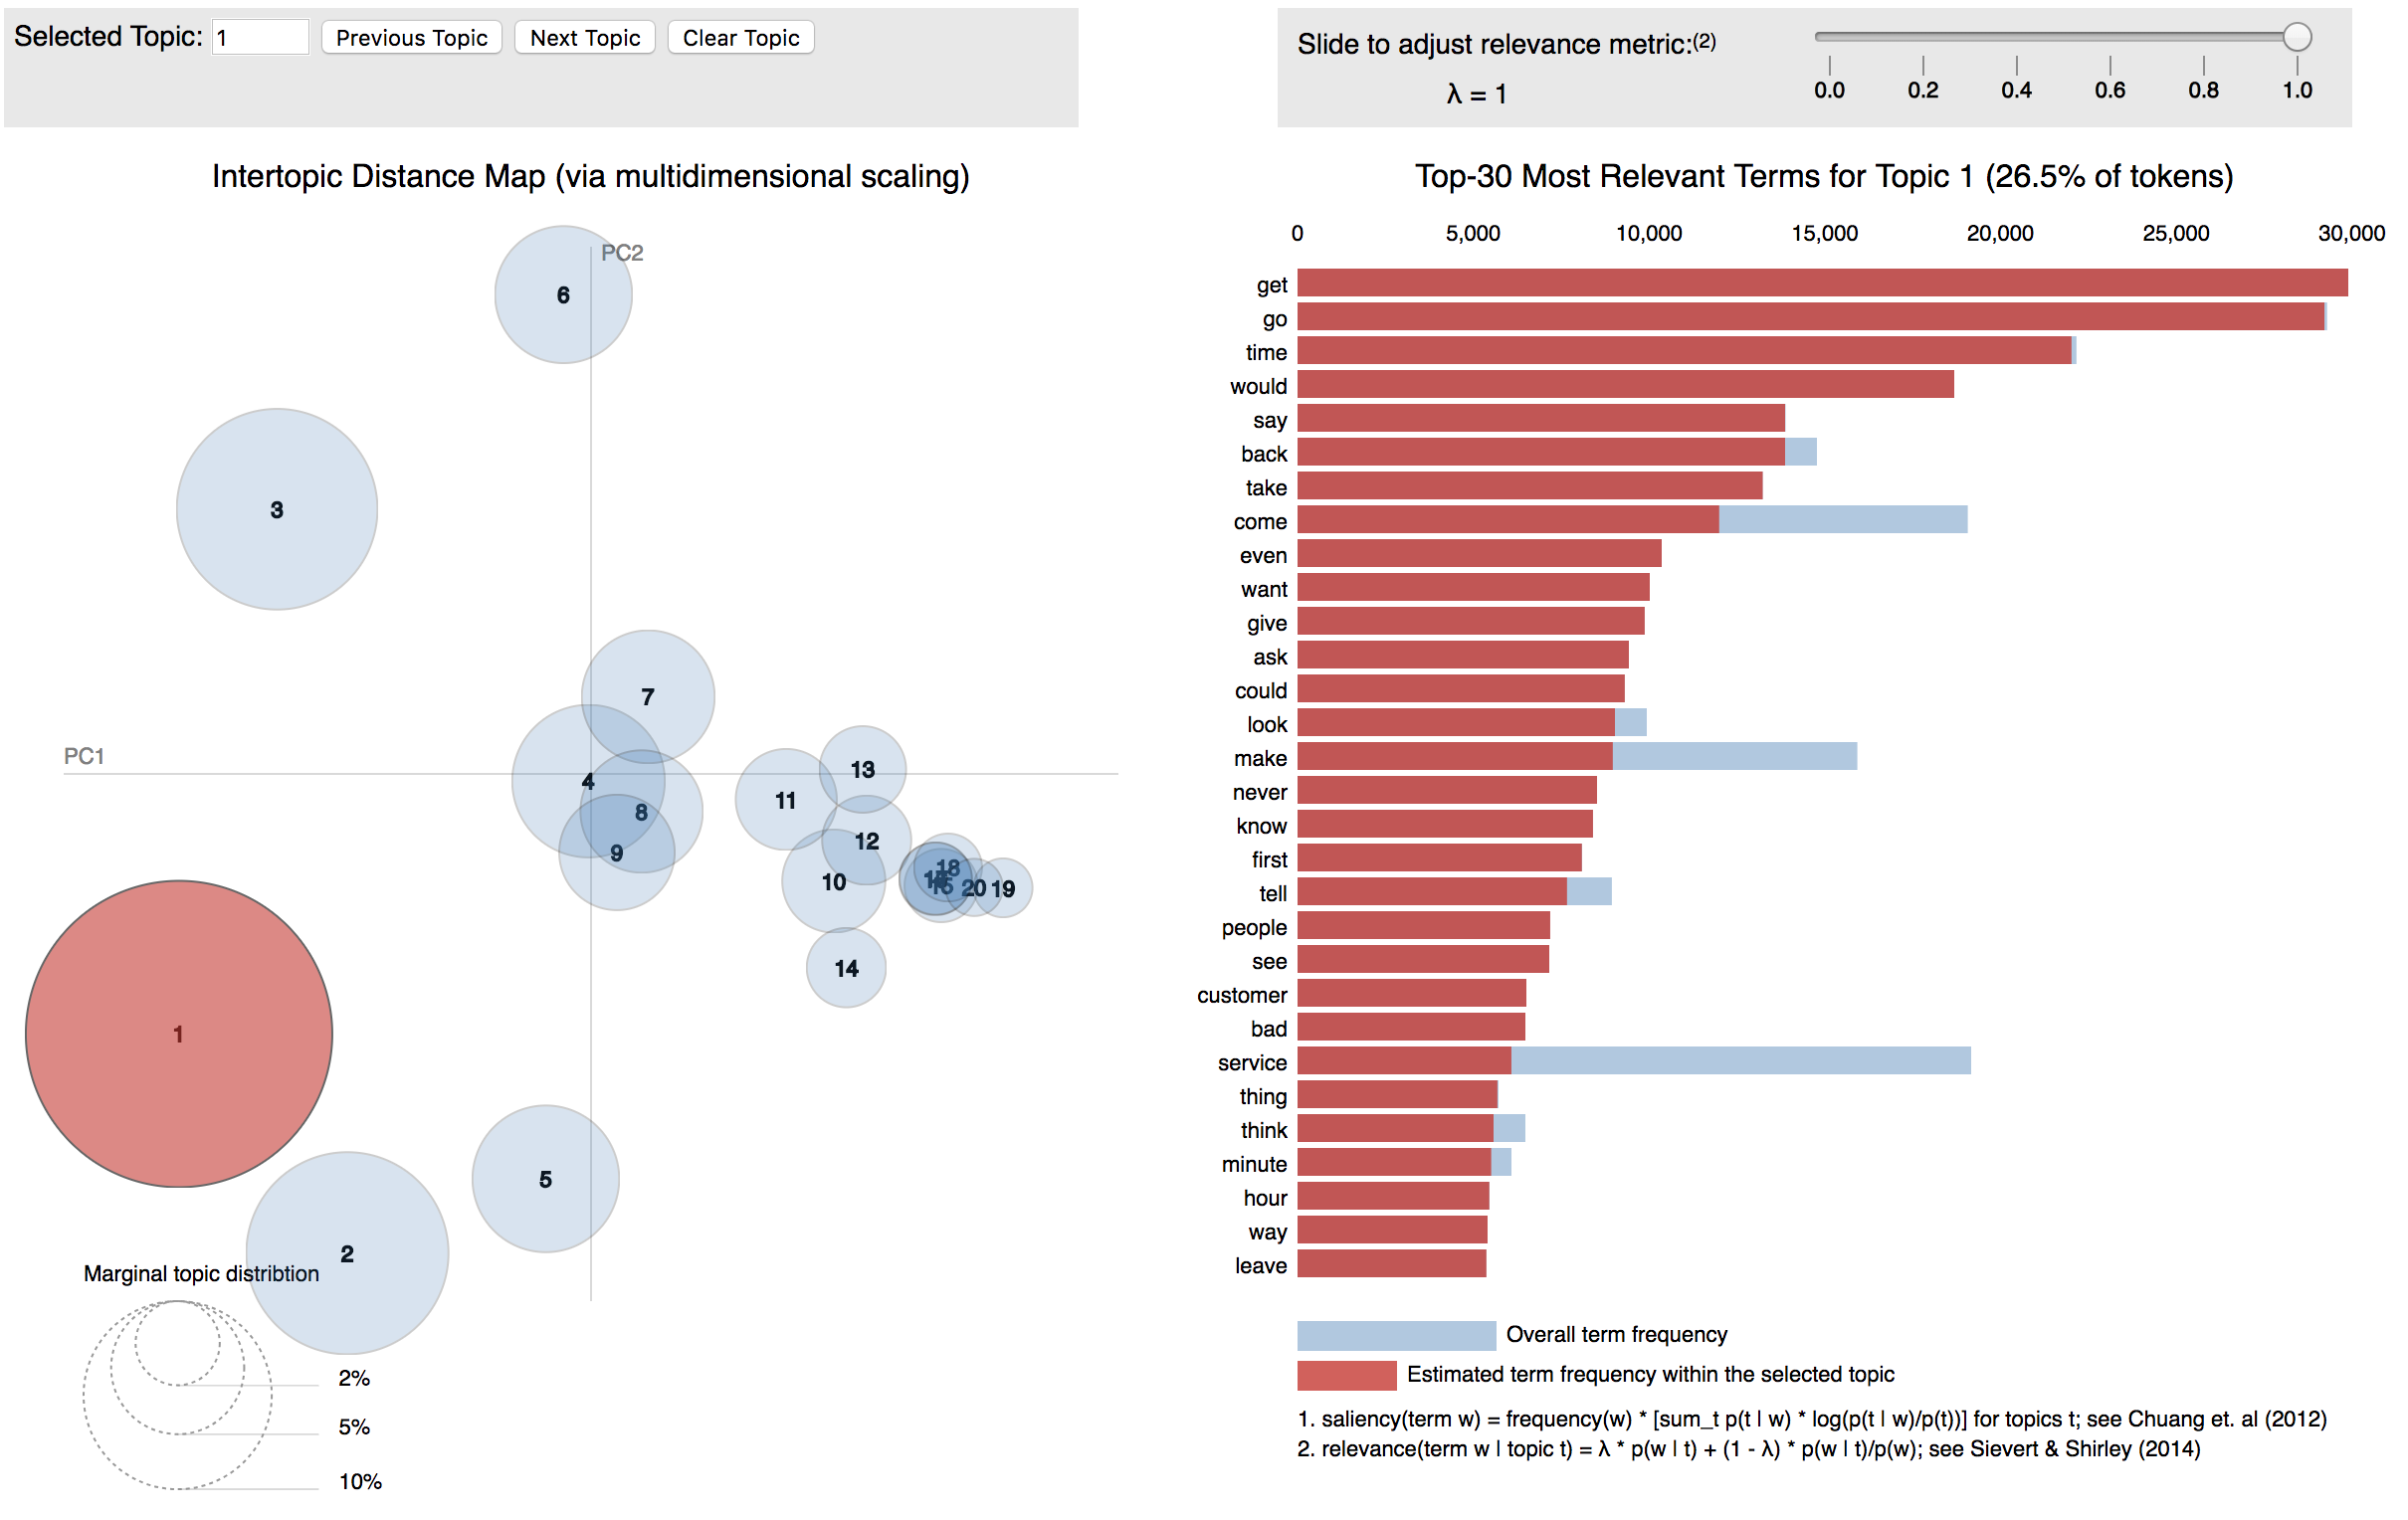 Selected Topic: 1 Previous Topic Next Topic Clear Topic
Slide to adjust relevance metric:(2)
λ = 1
0.0 0.2 0.4 0.6 0.8 1.0
Intertopic Distance Map (via multidimensional scaling)
PC2
PC1
6
3
7
4
8
9
11
13
12
10
18
15
20
19
14
1
5
2
Marginal topic distribtion
2%
5%
10%
Top-30 Most Relevant Terms for Topic 1 (26.5% of tokens)
0 5,000 10,000 15,000 20,000 25,000 30,000
get
go
time
would
say
back
take
come
even
want
give
ask
could
look
make
never
know
first
tell
people
see
customer
bad
service
thing
think
minute
hour
way
leave
Overall term frequency
Estimated term frequency within the selected topic
1. saliency(term w) = frequency(w) * [sum_t p(t | w) * log(p(t | w)/p(t))] for topics t; see Chuang et. al (2012)
2. relevance(term w | topic t) = λ * p(w | t) + (1 - λ) * p(w | t)/p(w); see Sievert & Shirley (2014)